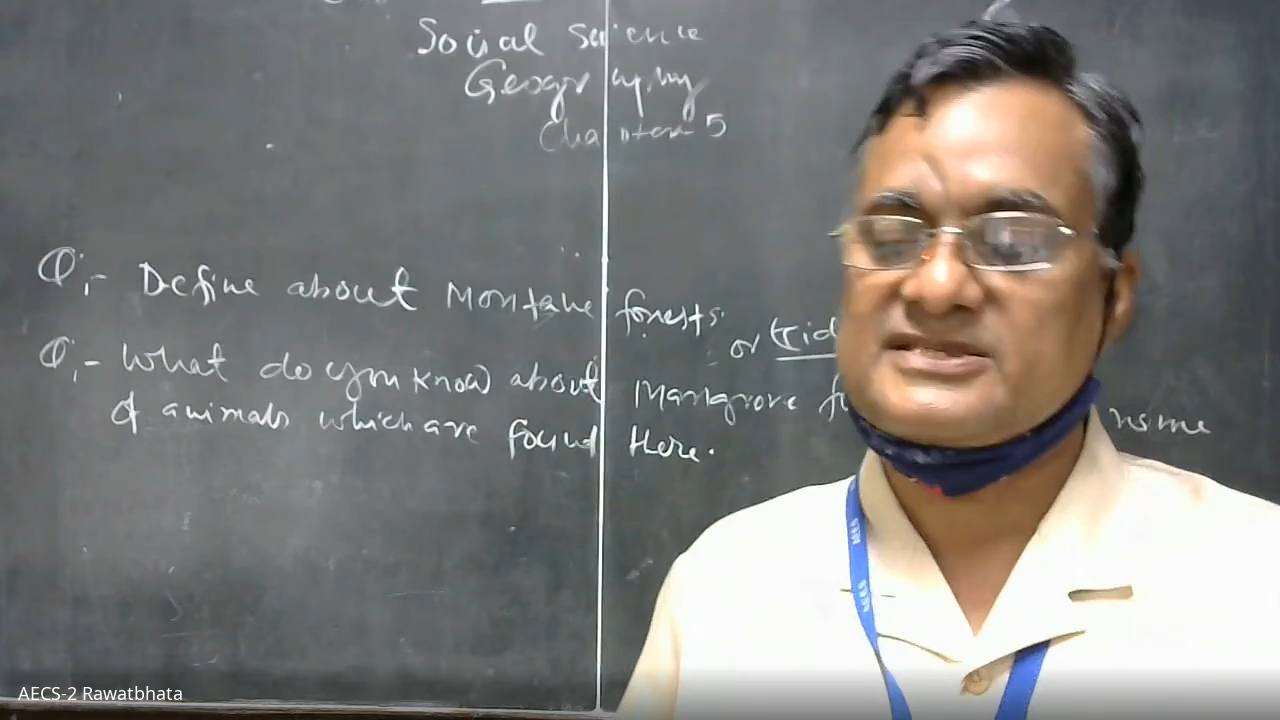 Social Science
Geography
Chapter 5
Q,- Define about Montane forests.
or Tid
Q,- What do you know about Mangrove f nsme
of animals which are found Here.
AECS-2 Rawatbhata